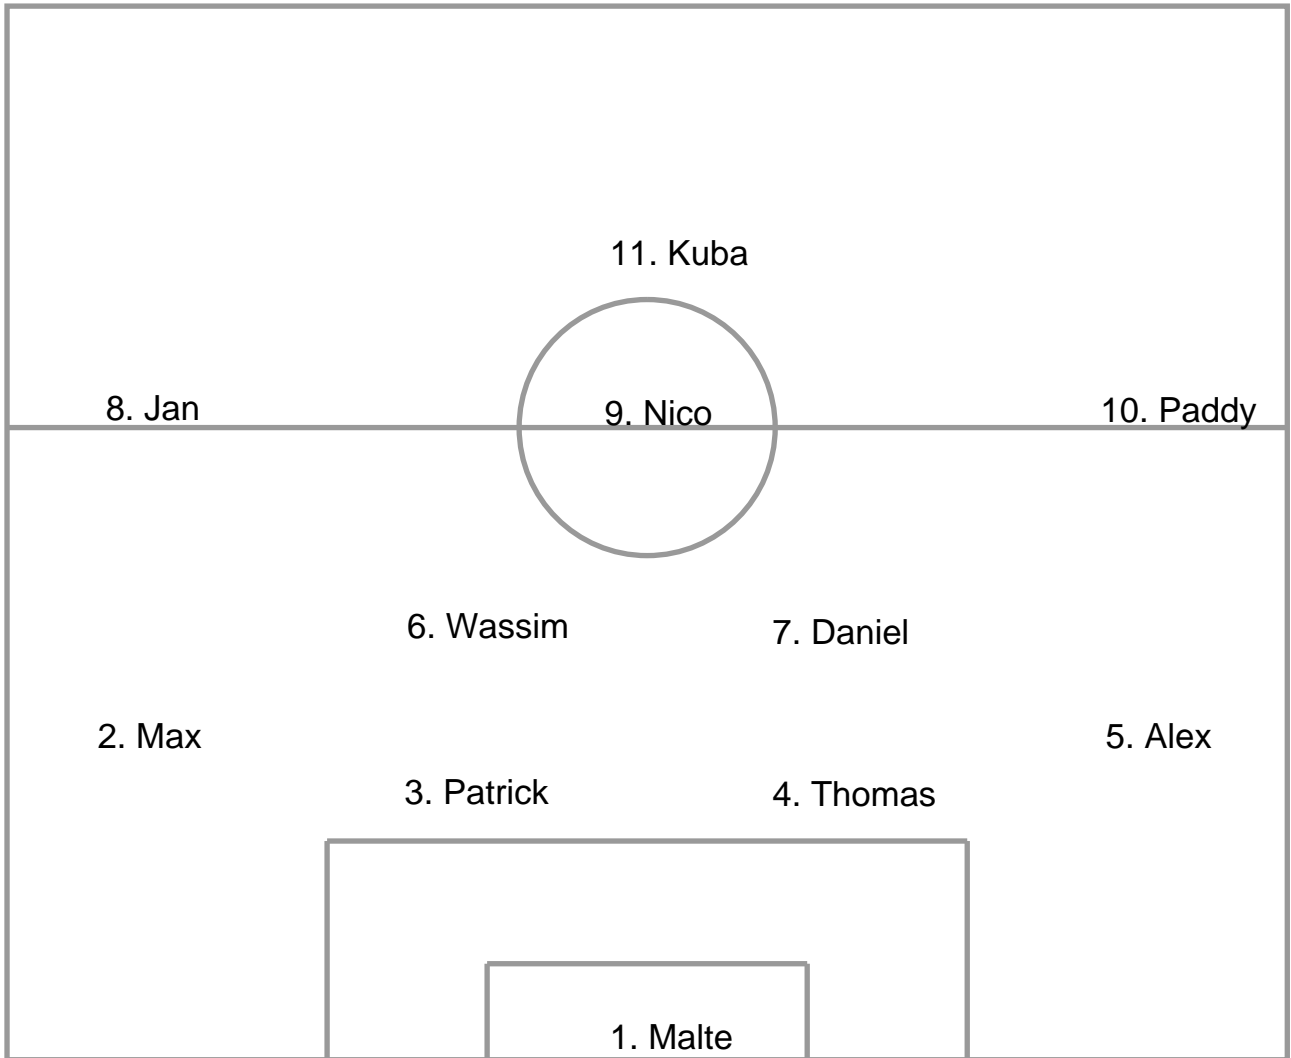 11. Kuba
8. Jan
9. Nico
10. Paddy
6. Wassim
7. Daniel
2. Max
5. Alex
3. Patrick
4. Thomas
1. Malte